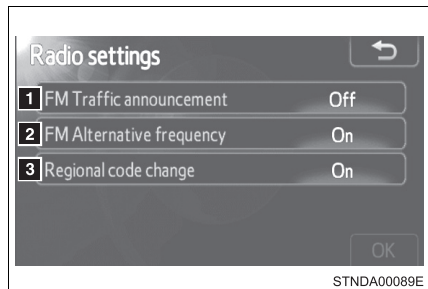 Radio settings
1 FM Traffic announcement Off
2 FM Alternative frequency On
3 Regional code change On
OK
STNDA00089E